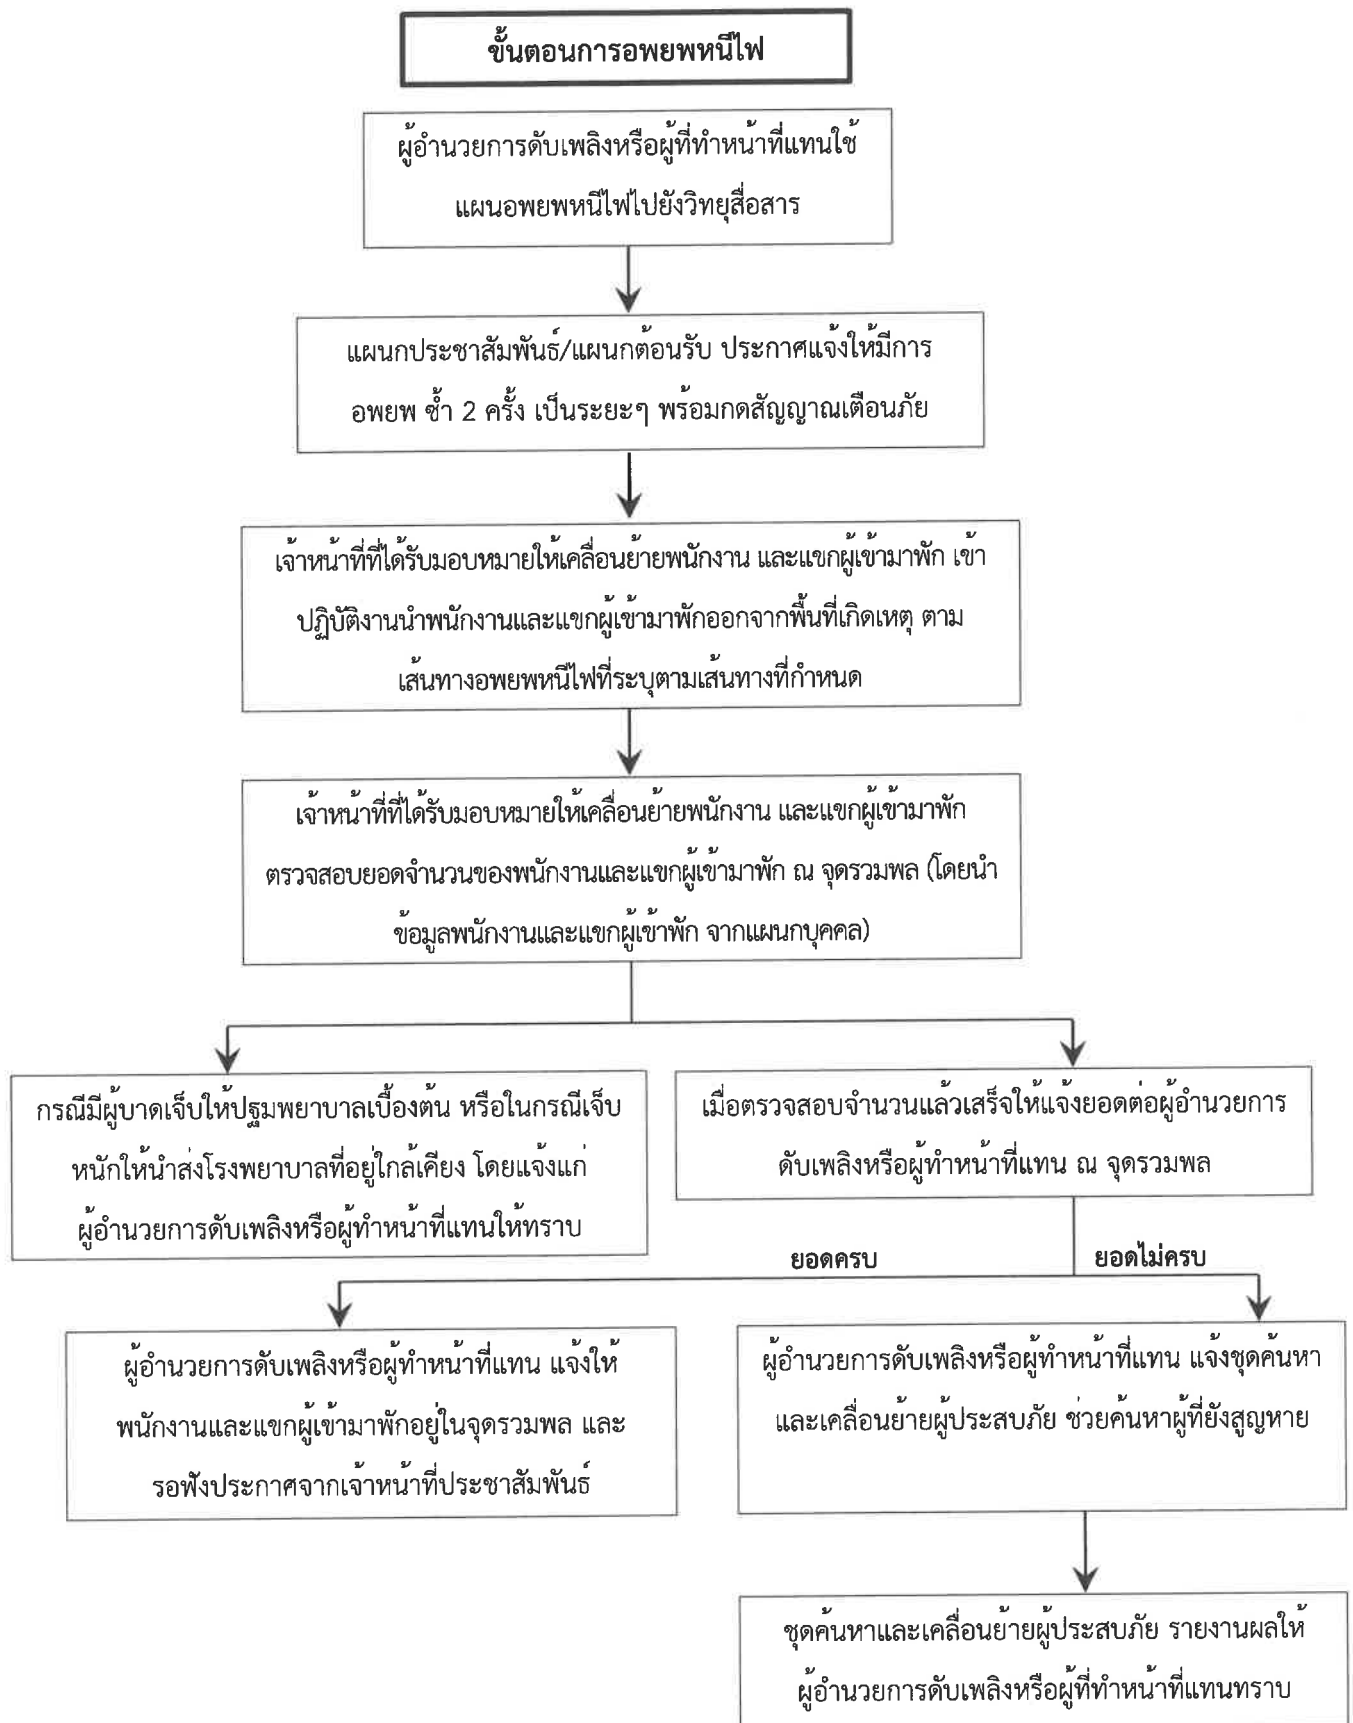 ขั้นตอนการอพยพหนีไฟ
ผู้อำนวยการดับเพลิงหรือผู้ที่ทำหน้าที่แทนใช้
แผนอพยพหนีไฟไปยังวิทยุสื่อสาร
แผนกประชาสัมพันธ์/แผนกต้อนรับ ประกาศแจ้งให้มีการ
อพยพ ซ้ำ 2 ครั้ง เป็นระยะๆ พร้อมกดสัญญาณเตือนภัย
เจ้าหน้าที่ที่ได้รับมอบหมายให้เคลื่อนย้ายพนักงาน และแขกผู้เข้ามาพัก เข้า
ปฏิบัติงานนำพนักงานและแขกผู้เข้ามาพักออกจากพื้นที่เกิดเหตุ ตาม
เส้นทางอพยพหนีไฟที่ระบุตามเส้นทางที่กำหนด
เจ้าหน้าที่ที่ได้รับมอบหมายให้เคลื่อนย้ายพนักงาน และแขกผู้เข้ามาพัก
ตรวจสอบยอดจำนวนของพนักงานและแขกผู้เข้ามาพัก ณ จุดรวมพล (โดยนำ
ข้อมูลพนักงานและแขกผู้เข้าพัก จากแผนกบุคคล)
กรณีมีผู้บาดเจ็บให้ปฐมพยาบาลเบื้องต้น หรือในกรณีเจ็บ
หนักให้นำส่งโรงพยาบาลที่อยู่ใกล้เคียง โดยแจ้งแก่
ผู้อำนวยการดับเพลิงหรือผู้ทำหน้าที่แทนให้ทราบ
เมื่อตรวจสอบจำนวนแล้วเสร็จให้แจ้งยอดต่อผู้อำนวยการ
ดับเพลิงหรือผู้ทำหน้าที่แทน ณ จุดรวมพล
ยอดครบ
ยอดไม่ครบ
ผู้อำนวยการดับเพลิงหรือผู้ทำหน้าที่แทน แจ้งให้
พนักงานและแขกผู้เข้ามาพักอยู่ในจุดรวมพล และ
รอฟังประกาศจากเจ้าหน้าที่ประชาสัมพันธ์
ผู้อำนวยการดับเพลิงหรือผู้ทำหน้าที่แทน แจ้งชุดค้นหา
และเคลื่อนย้ายผู้ประสบภัย ช่วยค้นหาผู้ที่ยังสูญหาย
ชุดค้นหาและเคลื่อนย้ายผู้ประสบภัย รายงานผลให้
ผู้อำนวยการดับเพลิงหรือผู้ที่ทำหน้าที่แทนทราบ